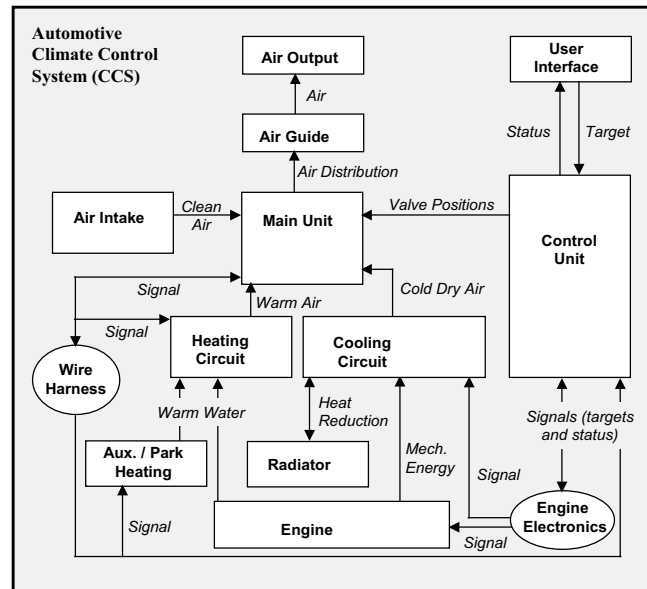 Automotive
Climate Control
System (CCS)
Air Output
User
Interface
Air
Air Guide
Status
Target
Air Distribution
Air Intake
Clean
Air
Main Unit
Valve Positions
Control
Unit
Signal
Warm Air
Cold Dry Air
Signal
Heating
Circuit
Cooling
Circuit
Wire
Harness
Warm Water
Heat
Reduction
Signals (targets
and status)
Aux. / Park
Heating
Radiator
Mech.
Energy
Signal
Signal
Engine
Signal
Engine
Electronics